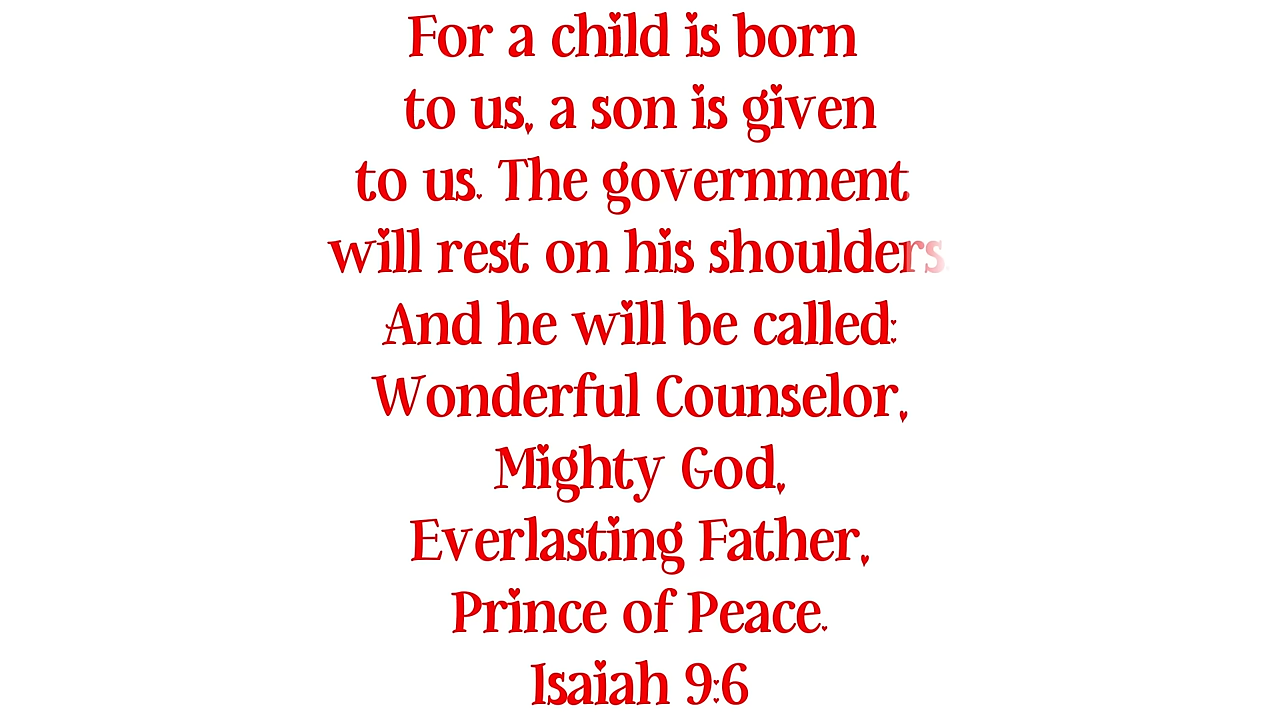 For a child is born
to us, a son is given
to us. The government
will rest on his shoulders.
And he will be called:
Wonderful Counselor,
Mighty God,
Everlasting Father,
Prince of Peace.
Isaiah 9:6